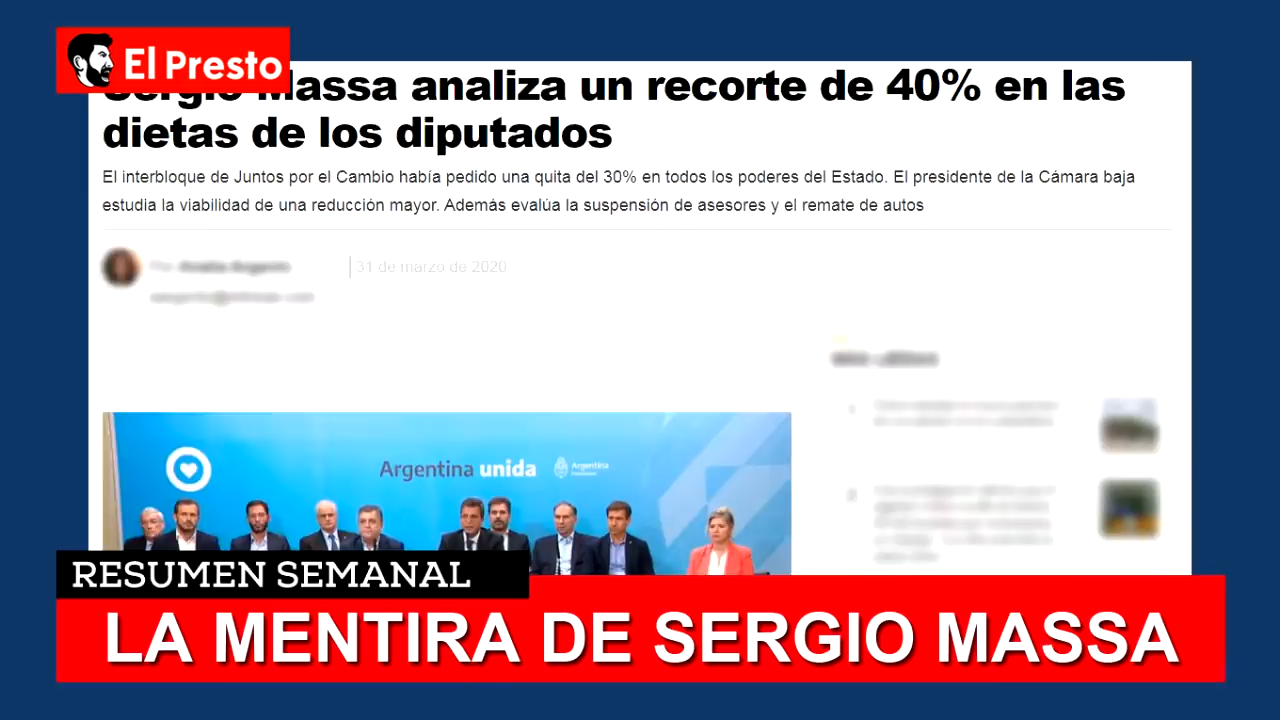 El Presto
Sergio Massa analiza un recorte de 40% en las
dietas de los diputados
El interbloque de Juntos por el Cambio había pedido una quita del 30% en todos los poderes del Estado. El presidente de la Cámara baja
estudia la viabilidad de una reducción mayor. Además evalúa la suspensión de asesores y el remate de autos
31 de marzo de 2020
Argentina unida
Argentina
RESUMEN SEMANAL
LA MENTIRA DE SERGIO MASSA